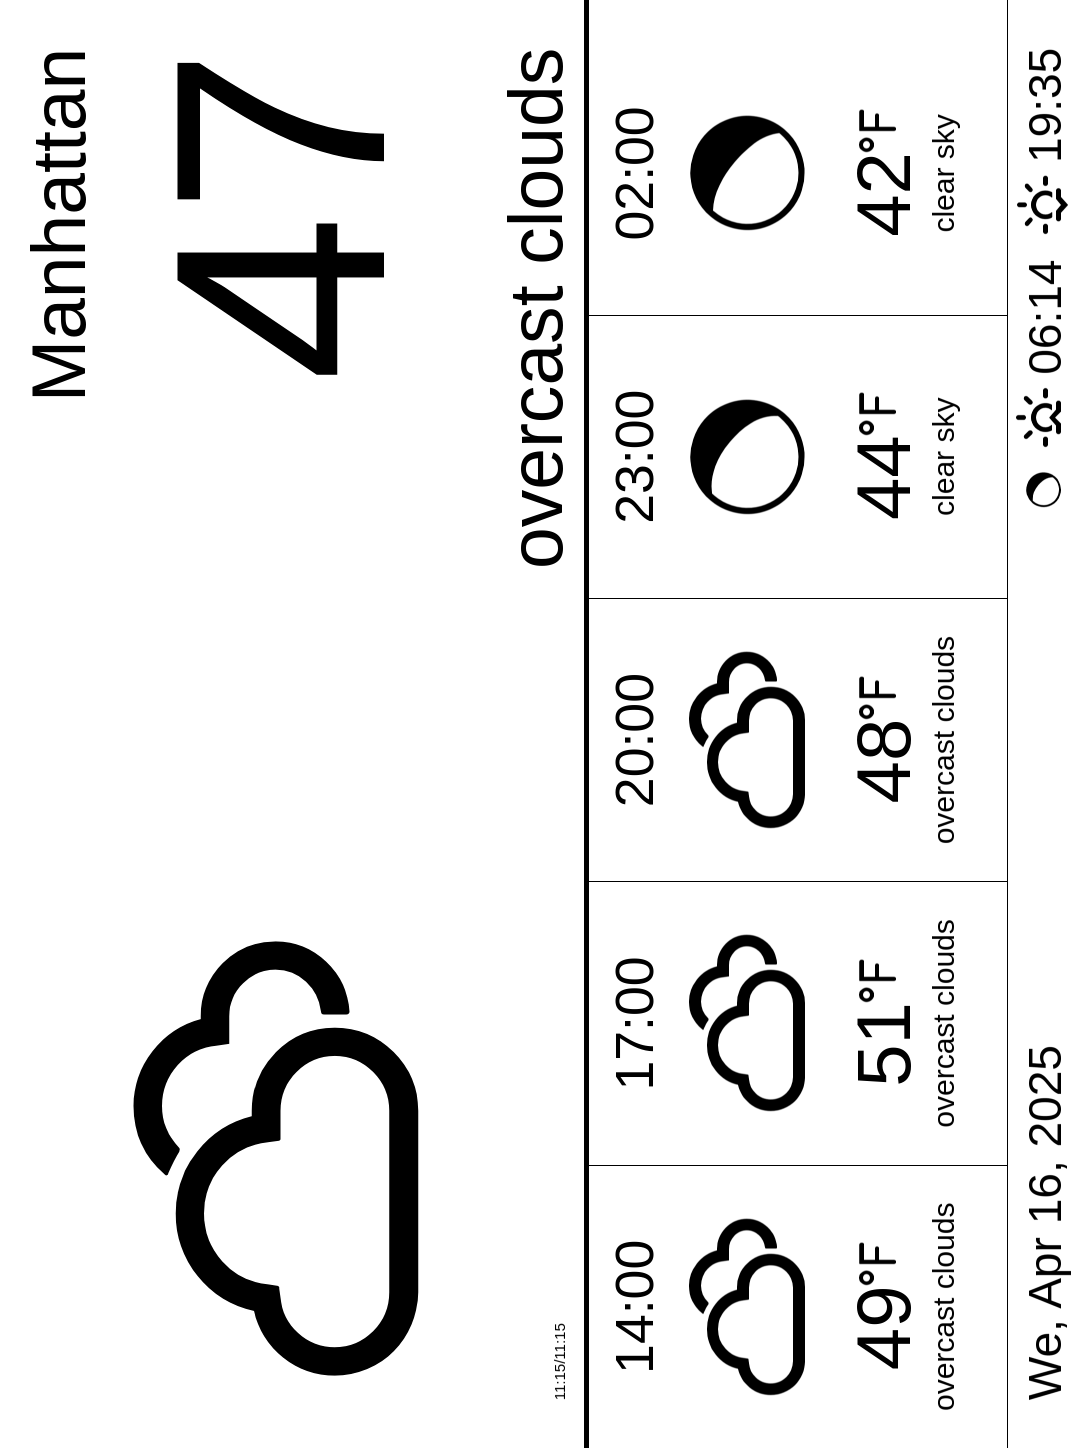 Manhattan
47
overcast clouds
11:15/11:15
14:00
49°F
overcast clouds
17:00
51°F
overcast clouds
20:00
48°F
overcast clouds
23:00
44°F
clear sky
02:00
42°F
clear sky
We, Apr 16, 2025
06:14 19:35